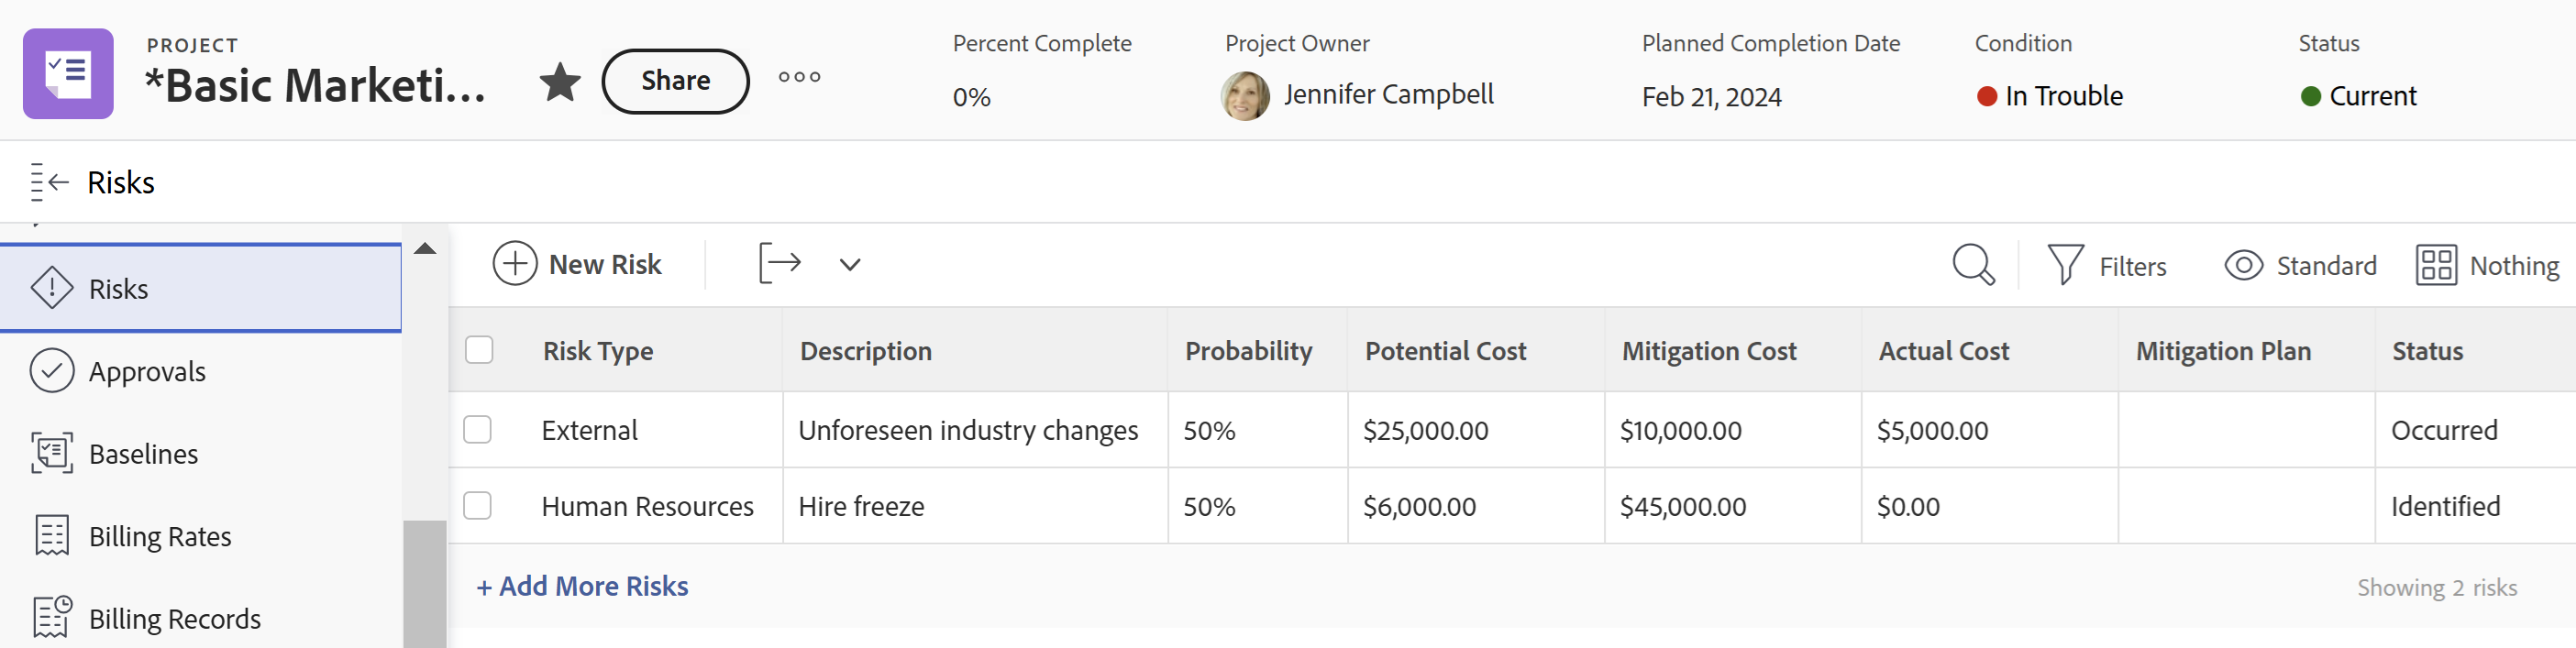 PROJECT
*Basic Marketi...
Share
Percent Complete
0%
Project Owner
Jennifer Campbell
Planned Completion Date
Feb 21, 2024
Condition
In Trouble
Status
Current
Risks
Risks
Approvals
Baselines
Billing Rates
Billing Records
New Risk
Filters
Standard
Nothing
Risk Type Description Probability Potential Cost Mitigation Cost Actual Cost Mitigation Plan Status
External Unforeseen industry changes 50% $25,000.00 $10,000.00 $5,000.00 Occurred
Human Resources Hire freeze 50% $6,000.00 $45,000.00 $0.00 Identified
+ Add More Risks
Showing 2 risks